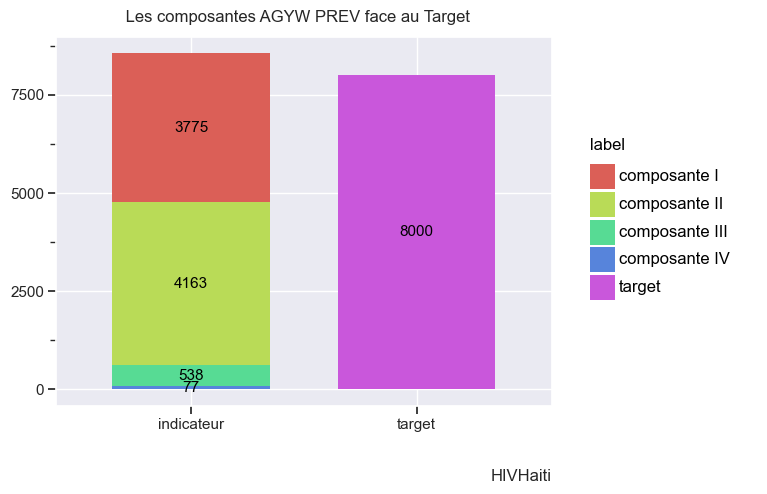 Les composantes AGYW PREV face au Target
7500
5000
2500
0
3775
4163
538
77
8000
indicateur
target
label
composante I
composante II
composante III
composante IV
target
HIVHaiti